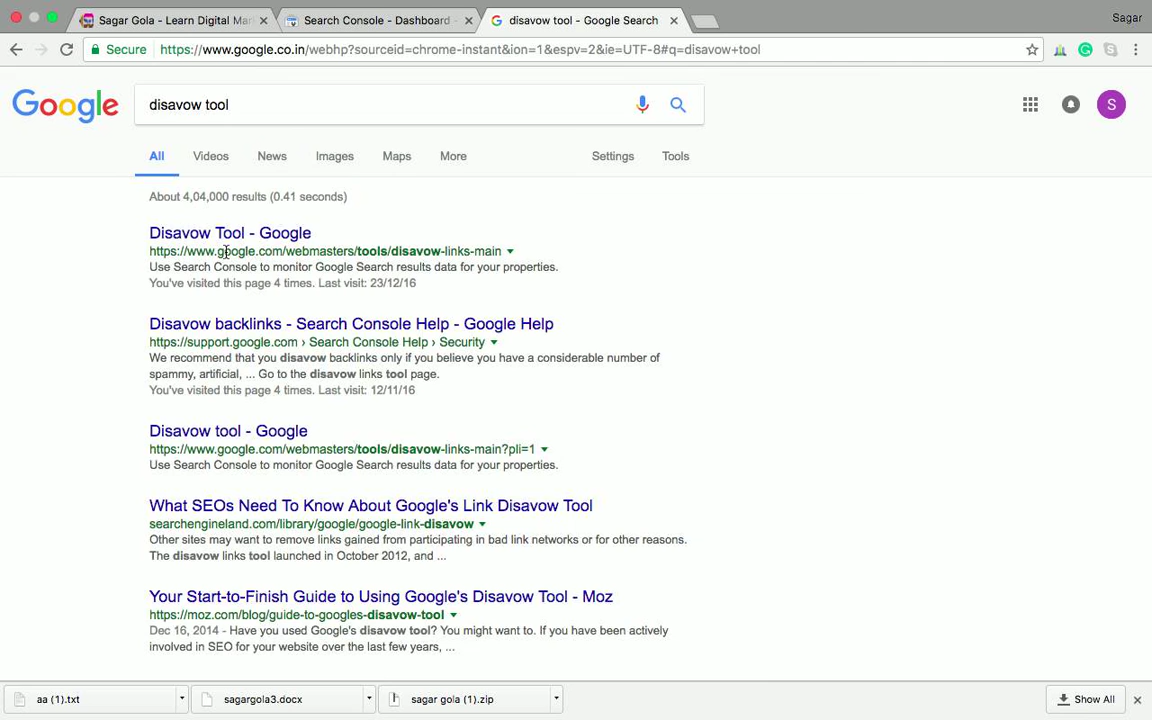 Sagar Gola - Learn Digital Mar
Search Console - Dashboard -
disavow tool - Google Search
Sagar
Secure
https://www.google.co.in/webhp?sourceid=chrome-instant&ion=1&espv=2&ie=UTF-8#q=disavow+tool
Google
disavow tool
S
All
Videos
News
Images
Maps
More
Settings
Tools
About 4,04,000 results (0.41 seconds)
Disavow Tool - Google
https://www.google.com/webmasters/tools/disavow-links-main
Use Search Console to monitor Google Search results data for your properties.
You've visited this page 4 times. Last visit: 23/12/16
Disavow backlinks - Search Console Help - Google Help
https://support.google.com › Search Console Help › Security
We recommend that you disavow backlinks only if you believe you have a considerable number of
spammy, artificial, ... Go to the disavow links tool page.
You've visited this page 4 times. Last visit: 12/11/16
Disavow tool - Google
https://www.google.com/webmasters/tools/disavow-links-main?pli=1
Use Search Console to monitor Google Search results data for your properties.
What SEOs Need To Know About Google's Link Disavow Tool
searchengineland.com/library/google/google-link-disavow
Other sites may want to remove links gained from participating in bad link networks or for other reasons.
The disavow links tool launched in October 2012, and ...
Your Start-to-Finish Guide to Using Google's Disavow Tool - Moz
https://moz.com/blog/guide-to-googles-disavow-tool
Dec 16, 2014 - Have you used Google's disavow tool? You might want to. If you have been actively
involved in SEO for your website over the last few years, ...
aa (1).txt
sagargola3.docx
sagar gola (1).zip
Show All